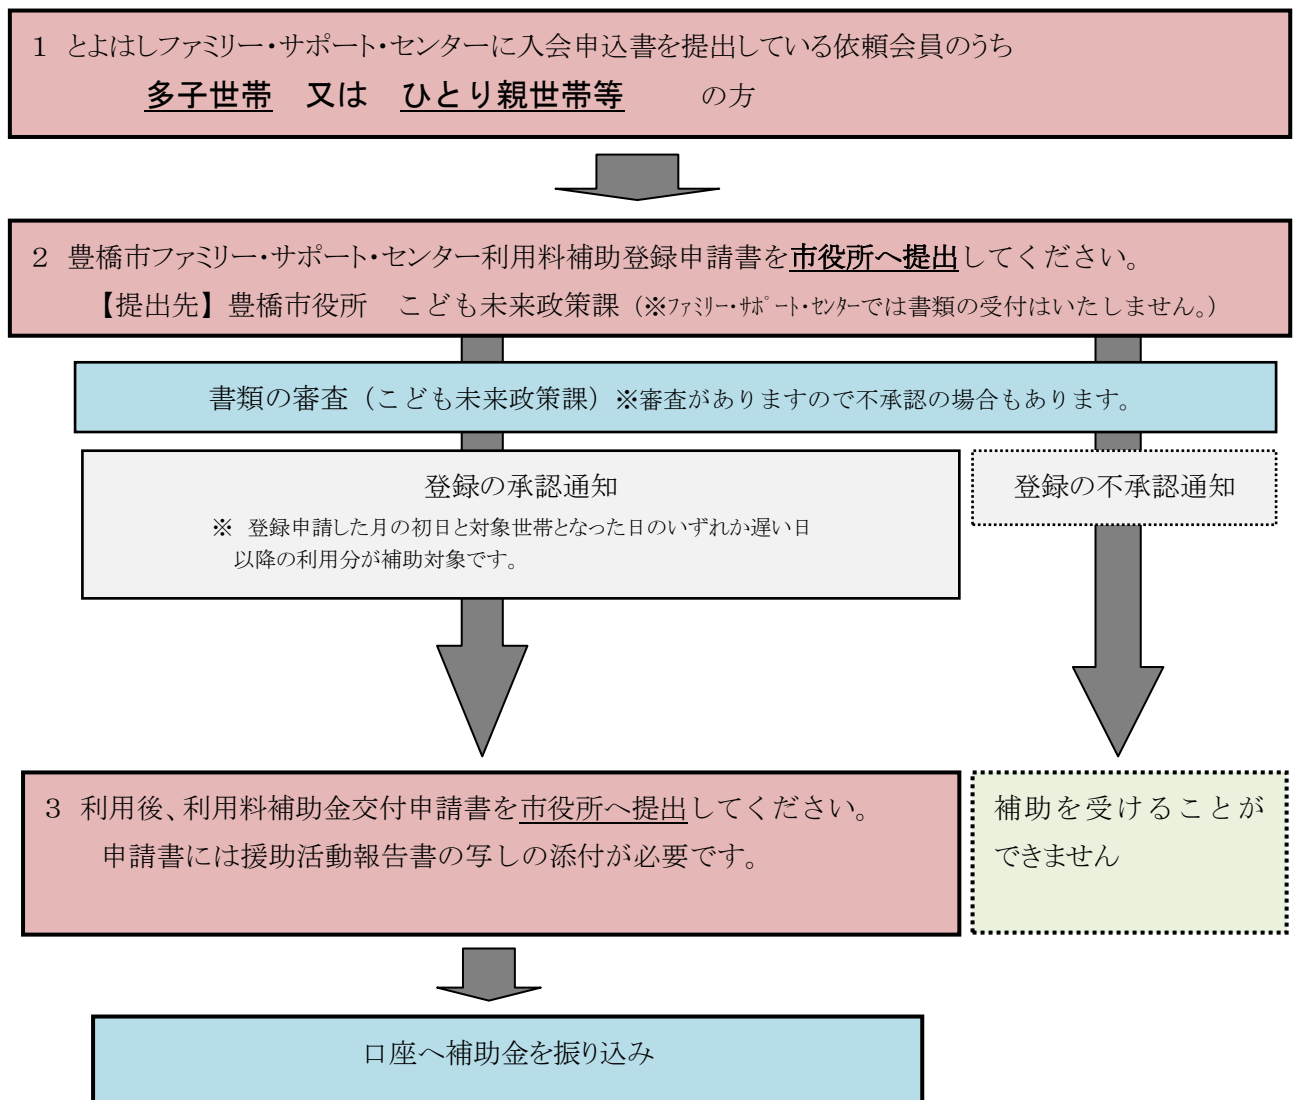 １ とよはしファミリー・サポート・センターに入会申込書を提出している依頼会員のうち
多子世帯　又は　ひとり親世帯等　　の方
２ 豊橋市ファミリー・サポート・センター利用料補助登録申請書を市役所へ提出してください。
【提出先】豊橋市役所　こども未来政策課（※ﾌｧﾐﾘｰ・ｻﾎﾟｰﾄ・ｾﾝﾀｰでは書類の受付はいたしません。）
書類の審査（こども未来政策課）※審査がありますので不承認の場合もあります。
登録の承認通知
※ 登録申請した月の初日と対象世帯となった日のいずれか遅い日
以降の利用分が補助対象です。
登録の不承認通知
３ 利用後、利用料補助金交付申請書を市役所へ提出してください。
申請書には援助活動報告書の写しの添付が必要です。
補助を受けることが
できません
口座へ補助金を振り込み